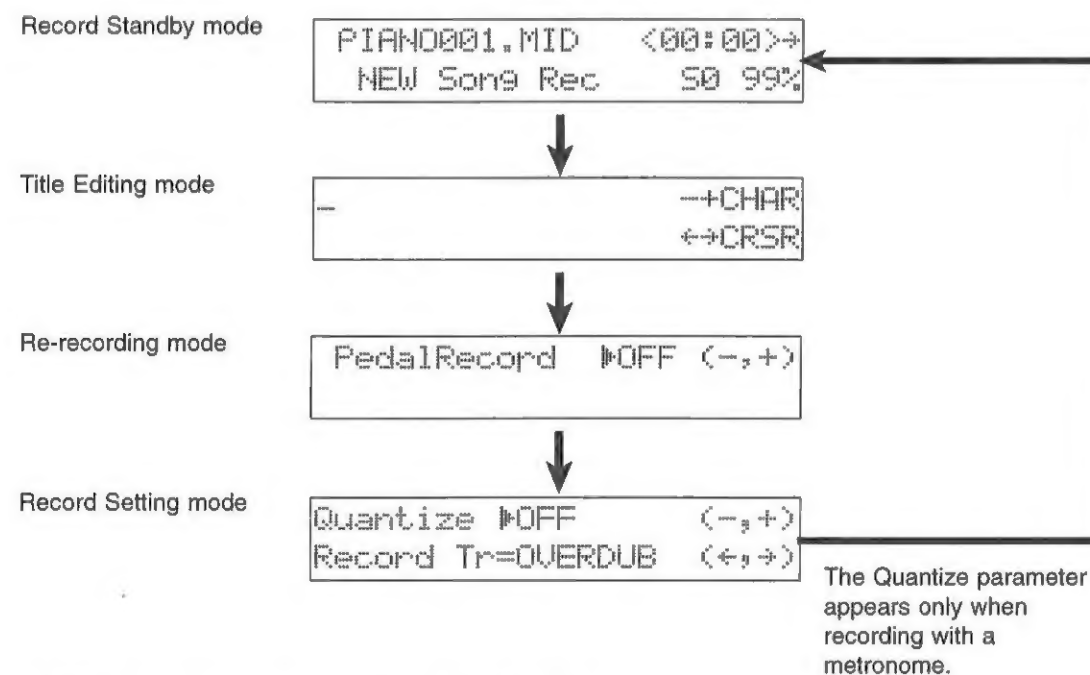 Record Standby mode
PIANO001.MID <00:00>→
NEW Song Rec S0 99%
Title Editing mode
_ −+CHAR
←→CRSR
Re-recording mode
PedalRecord ▶OFF (−,+)
Record Setting mode
Quantize ▶OFF (−,+)
Record Tr=OVERDUB (←,→)
The Quantize parameter
appears only when
recording with a
metronome.